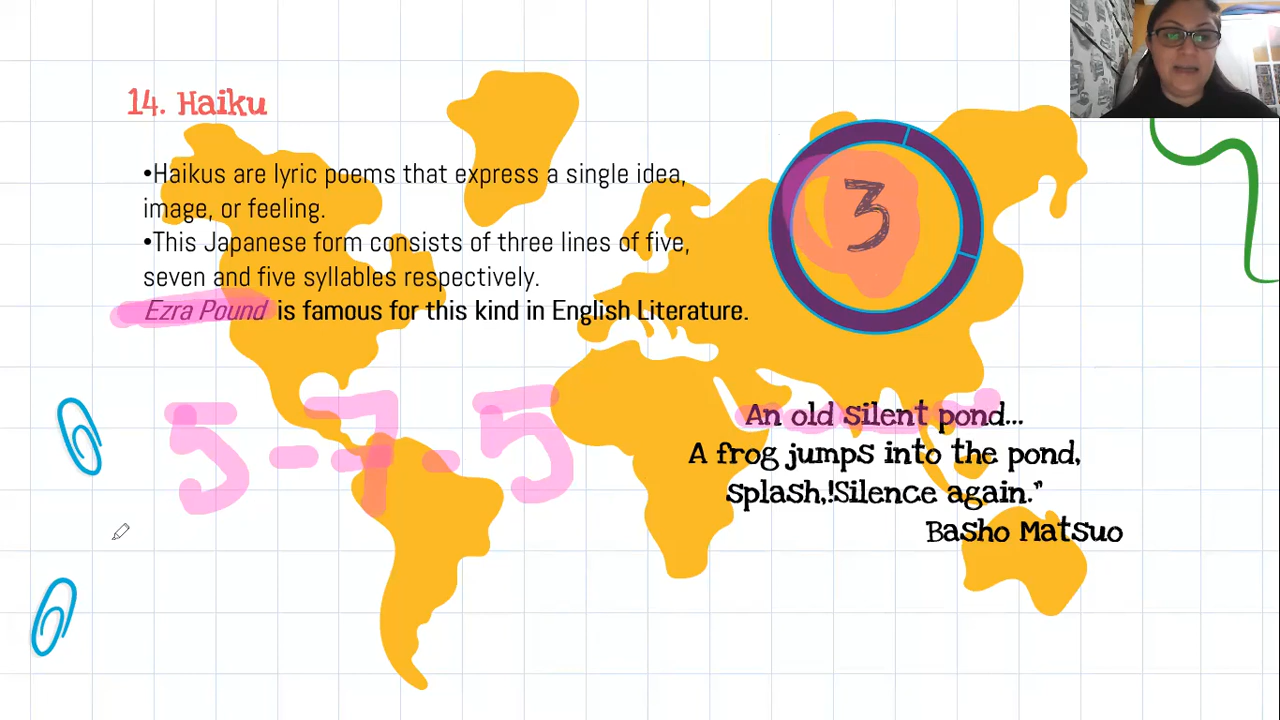 14. Haiku
•Haikus are lyric poems that express a single idea,
image, or feeling.
•This Japanese form consists of three lines of five,
seven and five syllables respectively.
Ezra Pound is famous for this kind in English Literature.
3
5-7-5
An old silent pond...
A frog jumps into the pond,
splash,!Silence again."
Basho Matsuo